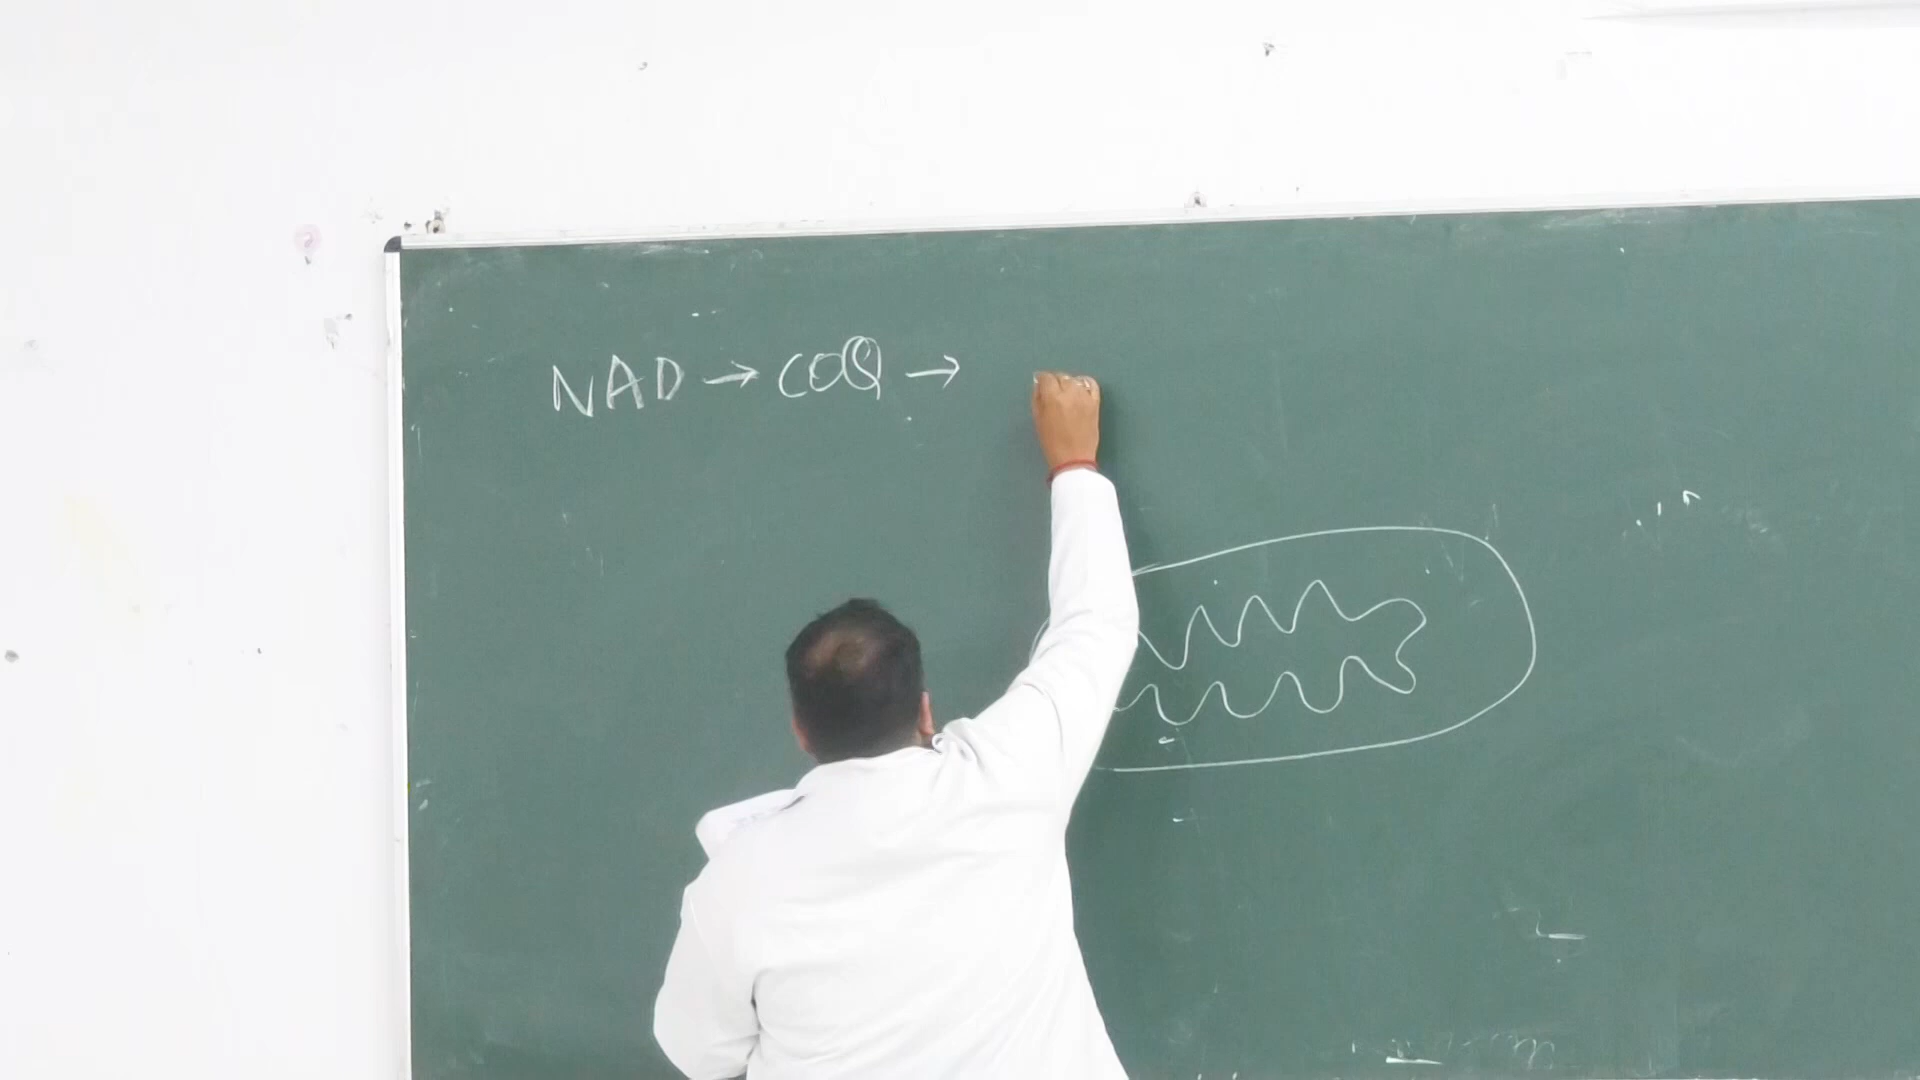 NAD → COQ →